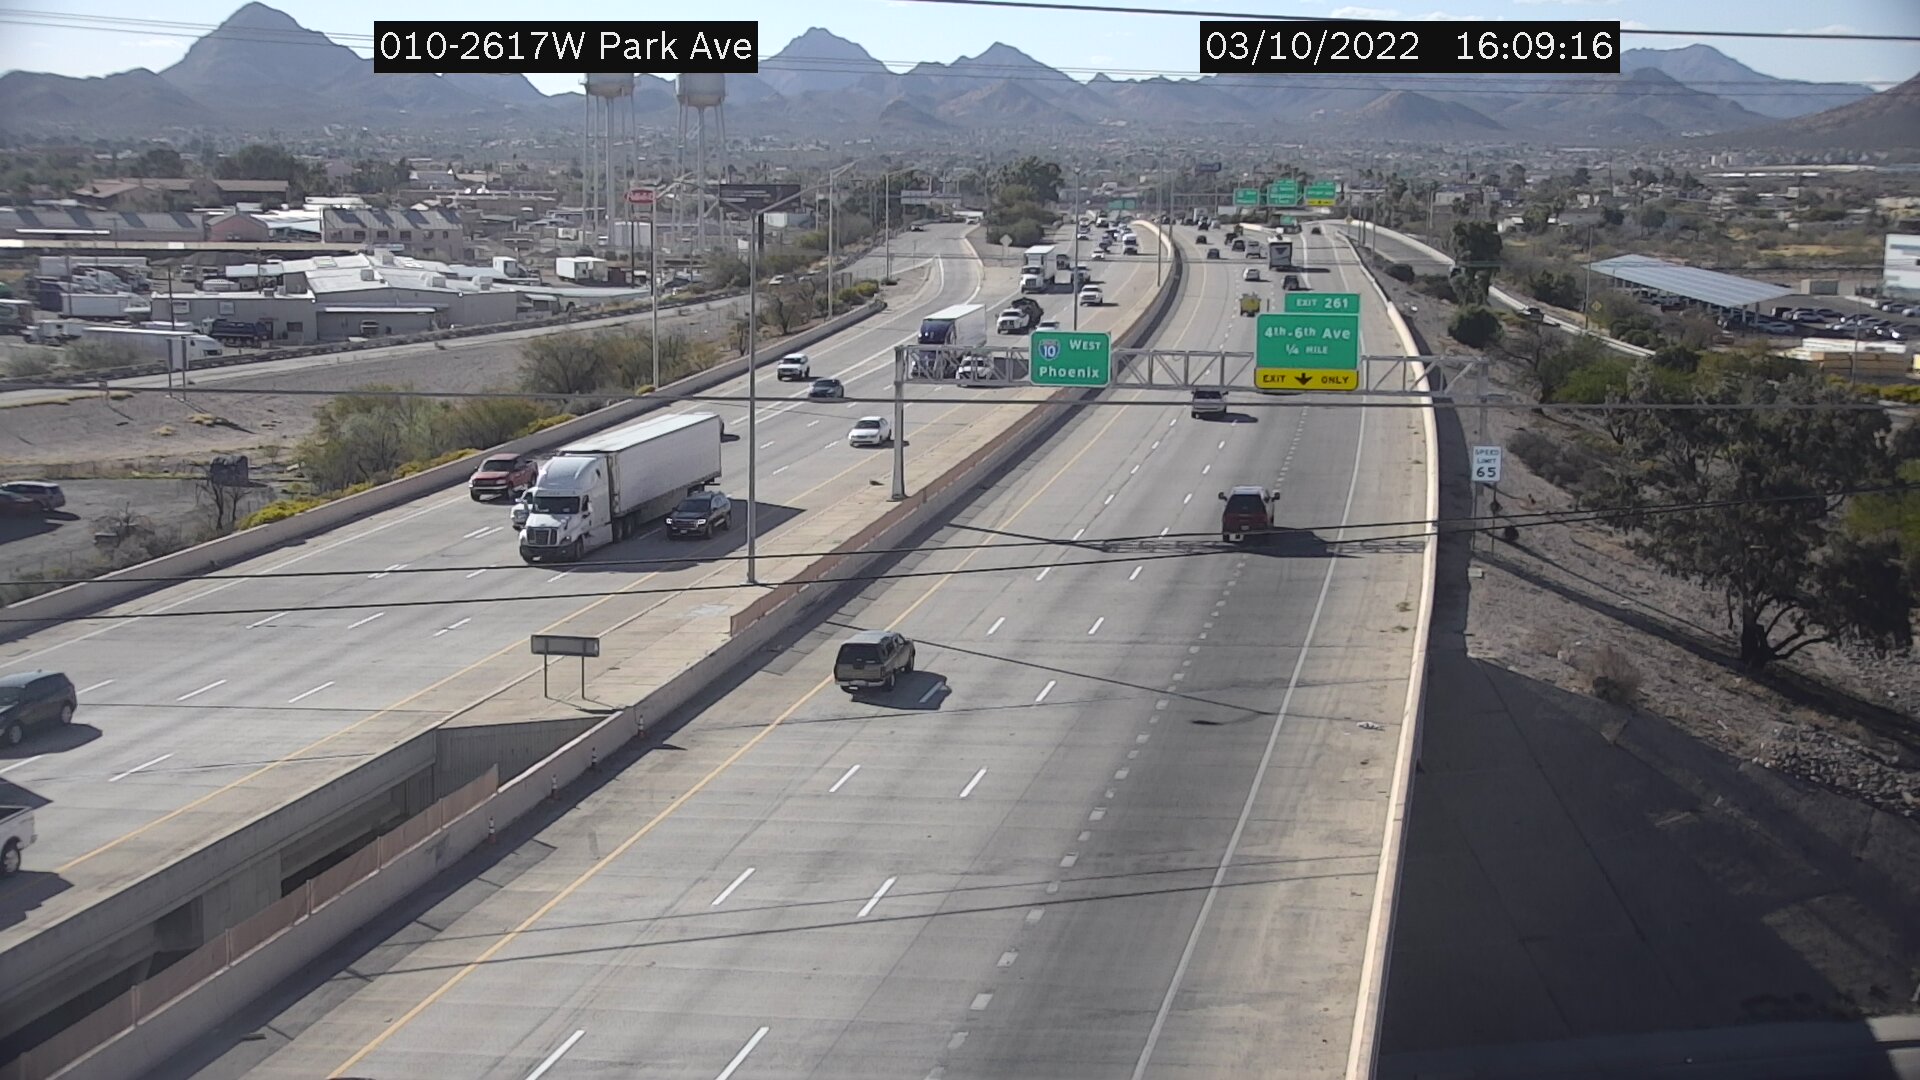 010-2617W Park Ave
03/10/2022 16:09:16
EXIT 261
4th-6th Ave
1/4 MILE
EXIT ONLY
10 WEST
Phoenix
SPEED
LIMIT
65